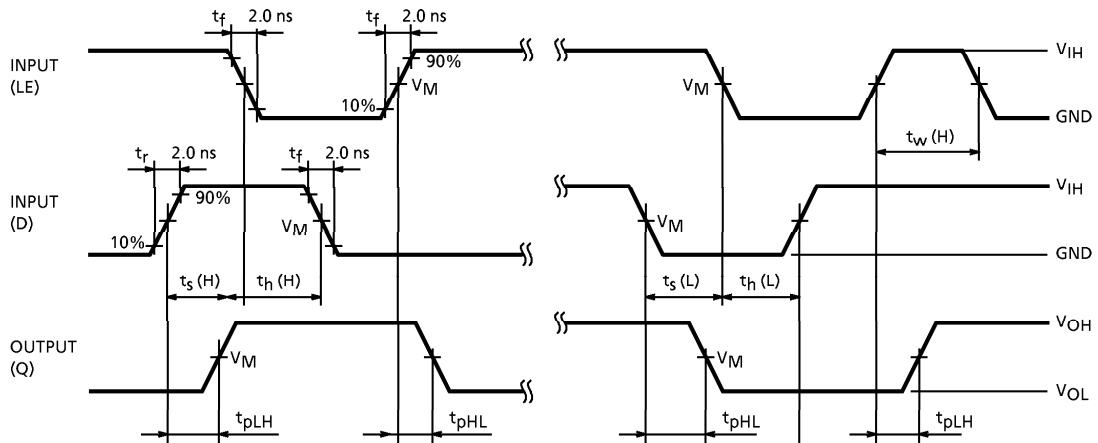 tf 2.0 ns tf 2.0 ns
INPUT (LE)
90%
VM
10%
VM
VIH
GND
tw (H)
tr 2.0 ns tf 2.0 ns
INPUT (D)
90%
10%
VM
VM
VIH
GND
ts (H) th (H) ts (L) th (L)
OUTPUT (Q)
VM
VM
VOH
VOL
tpLH tpHL tpHL tpLH